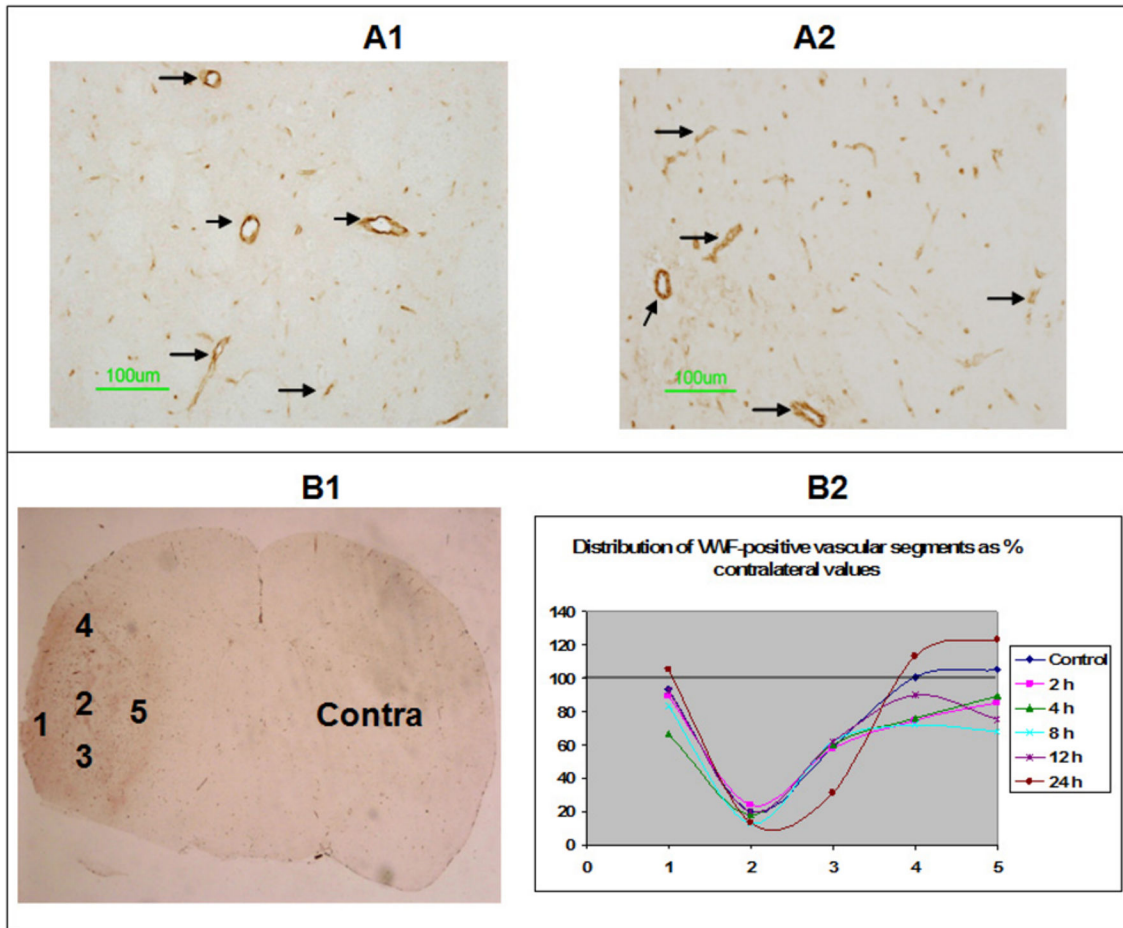 A1
A2
100um
100um
B1
B2
4
2
1
5
3
Contra
Distribution of VWF-positive vascular segments as %
contralateral values
140
120
100
80
60
40
20
0
0 1 2 3 4 5
Control
2 h
4 h
8 h
12 h
24 h